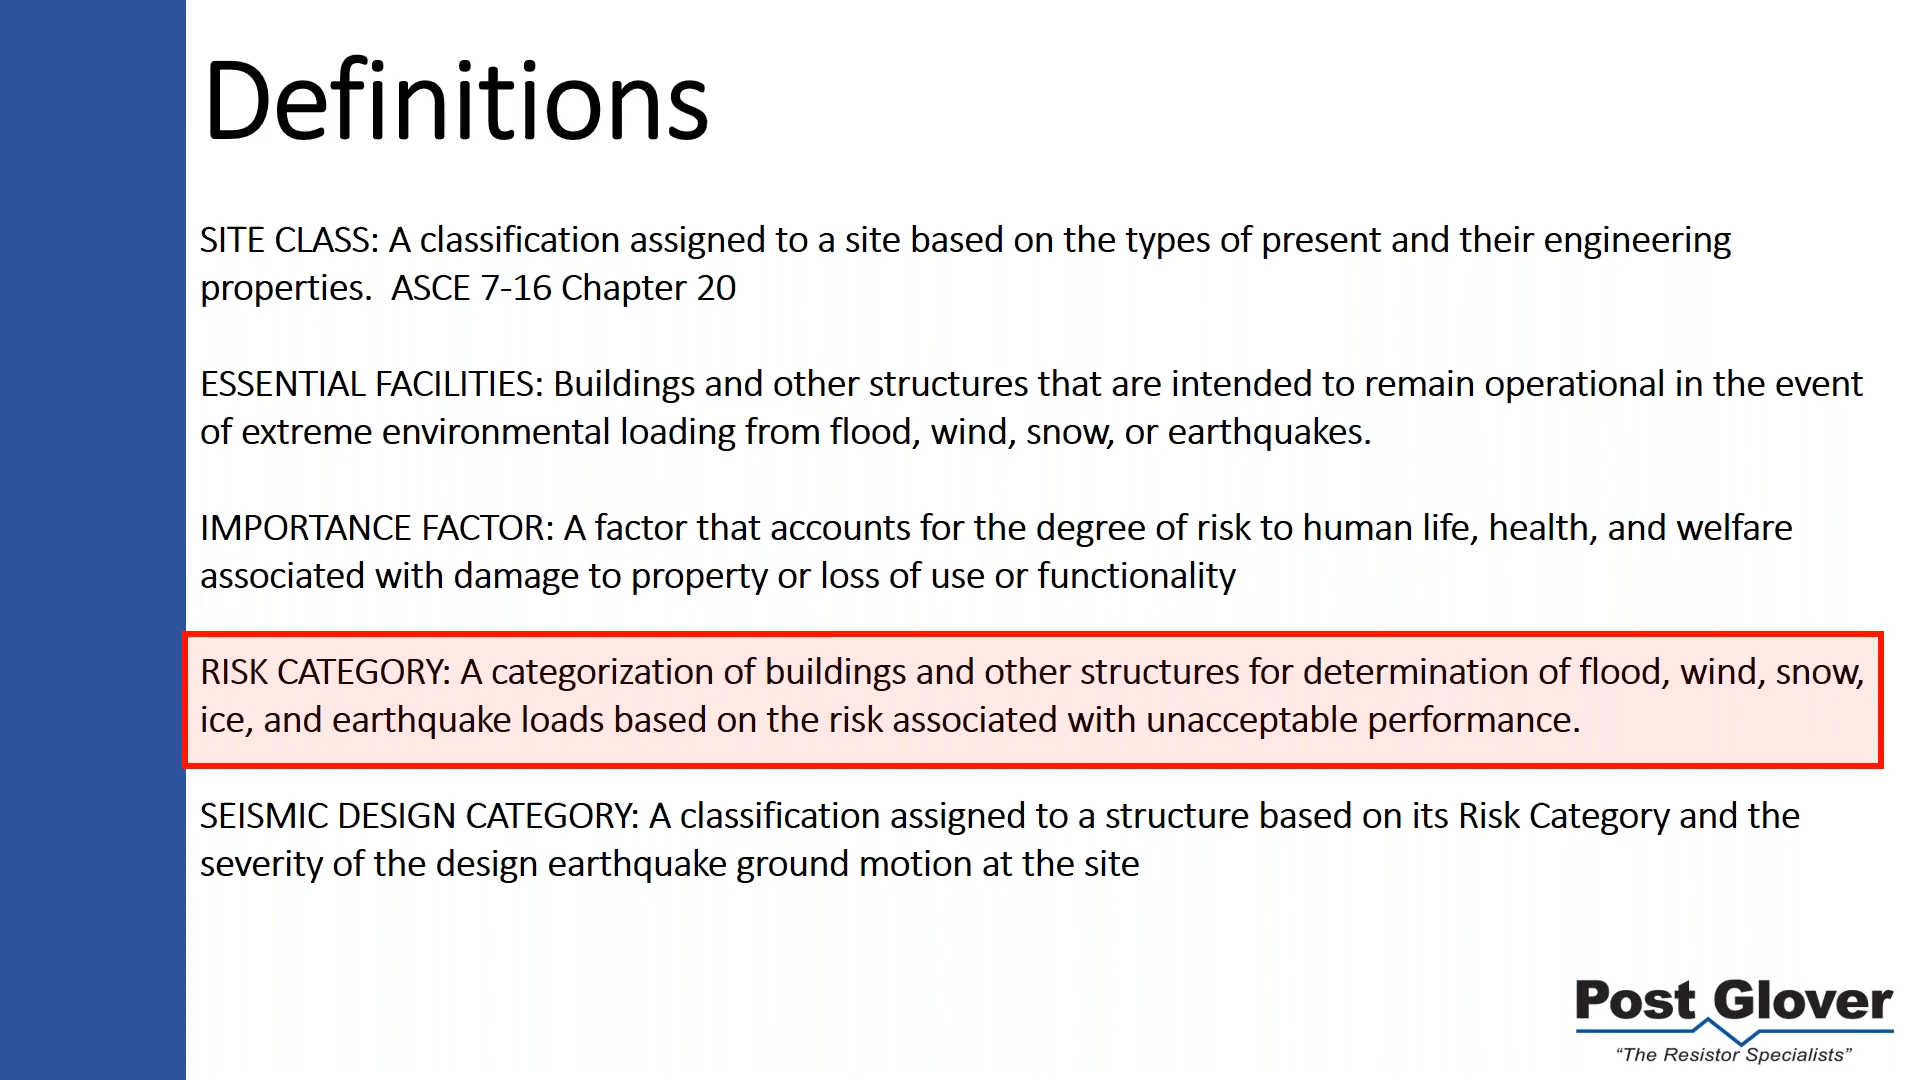 Definitions
SITE CLASS: A classification assigned to a site based on the types of present and their engineering
properties.  ASCE 7-16 Chapter 20
ESSENTIAL FACILITIES: Buildings and other structures that are intended to remain operational in the event
of extreme environmental loading from flood, wind, snow, or earthquakes.
IMPORTANCE FACTOR: A factor that accounts for the degree of risk to human life, health, and welfare
associated with damage to property or loss of use or functionality
RISK CATEGORY: A categorization of buildings and other structures for determination of flood, wind, snow,
ice, and earthquake loads based on the risk associated with unacceptable performance.
SEISMIC DESIGN CATEGORY: A classification assigned to a structure based on its Risk Category and the
severity of the design earthquake ground motion at the site
Post Glover
“The Resistor Specialists”